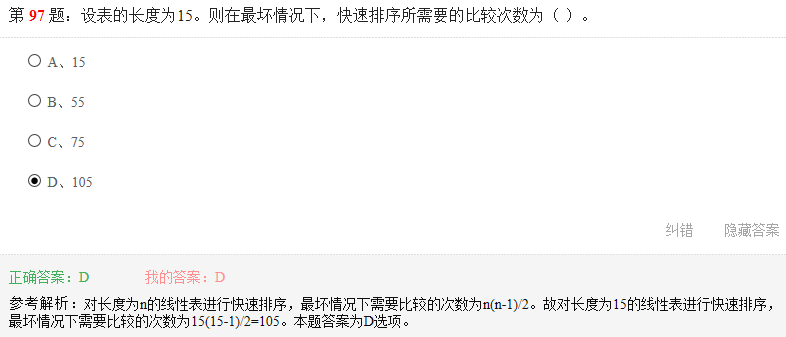 第 97 题：设表的长度为15。则在最坏情况下，快速排序所需要的比较次数为（ ）。
A、15
B、55
C、75
D、105
纠错 隐藏答案
正确答案：D 我的答案：D
参考解析：对长度为n的线性表进行快速排序，最坏情况下需要比较的次数为n(n-1)/2。故对长度为15的线性表进行快速排序，
最坏情况下需要比较的次数为15(15-1)/2=105。本题答案为D选项。